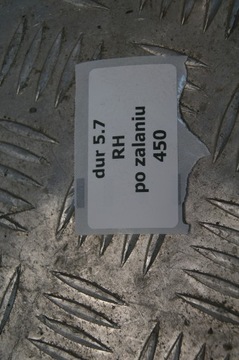 dur 5.7
RH
po zalaniu
450